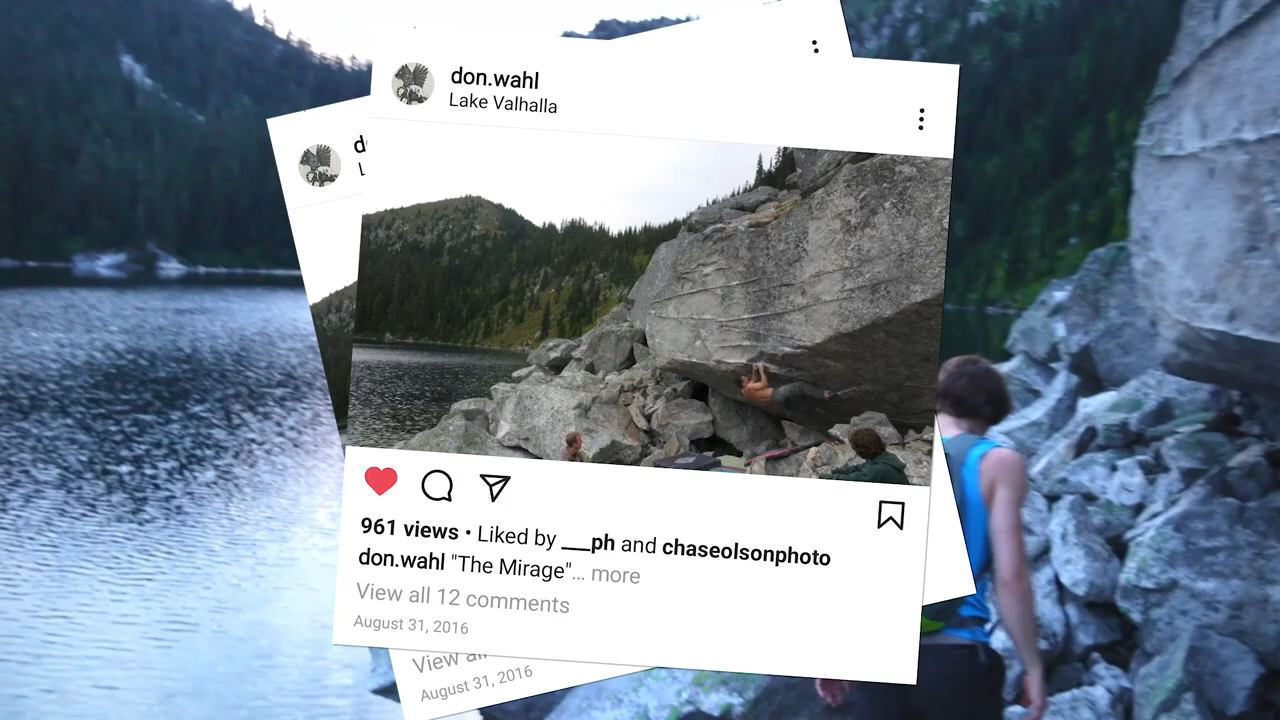 don.wahl
Lake Valhalla
961 views • Liked by ___ph and chaseolsonphoto
don.wahl "The Mirage"... more
View all 12 comments
August 31, 2016
View al
August 31, 2016